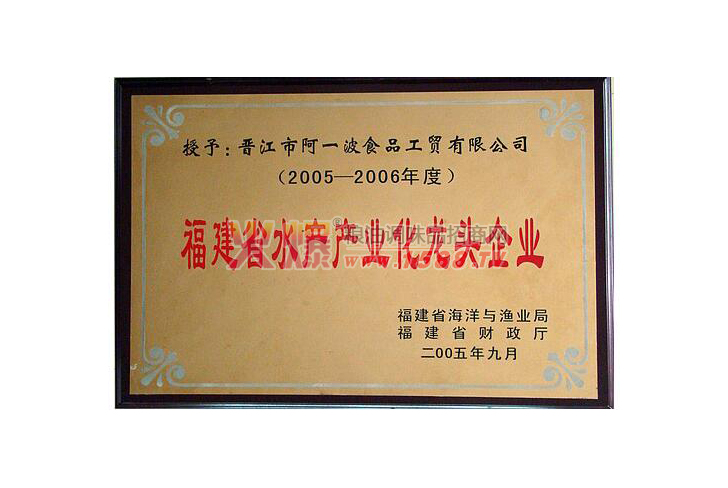 授予：晋江市阿一波食品工贸有限公司
（2005—2006年度）
福建省水产产业化龙头企业
福建省海洋与渔业局
福建省财政厅
二00五年九月